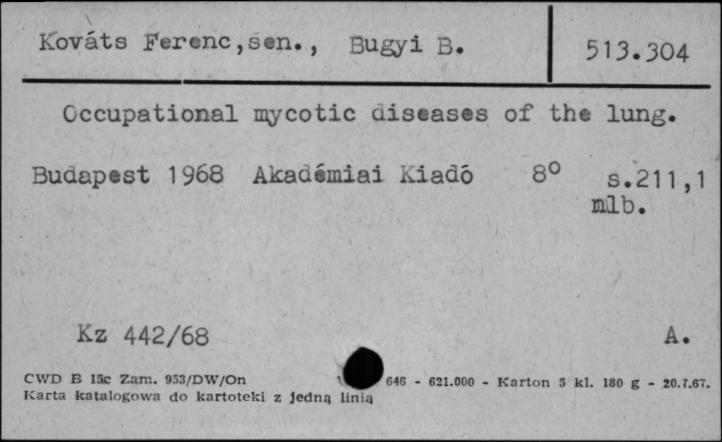 Kováts Ferenc,sen., Bugyi B. 513.304
Occupational mycotic diseases of the lung.
Budapest 1968 Akadémiai Kiadó 8° s.211,1
mlb.
Kz 442/68 A.
CWD B 15c Zam. 953/DW/On 646 - 621.000 - Karton 5 kl. 180 g - 20.7.67.
Karta katalogowa do kartoteki z jedną linią